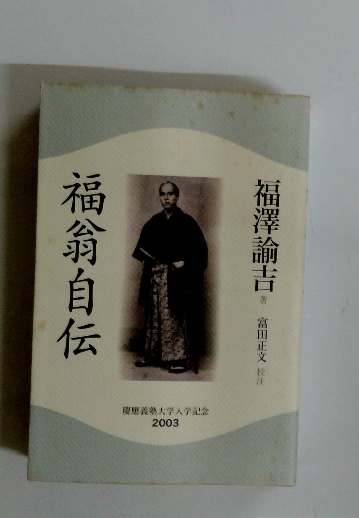 福澤諭吉 著 富田正文 校注
福翁自伝
慶應義塾大学入学記念
2003